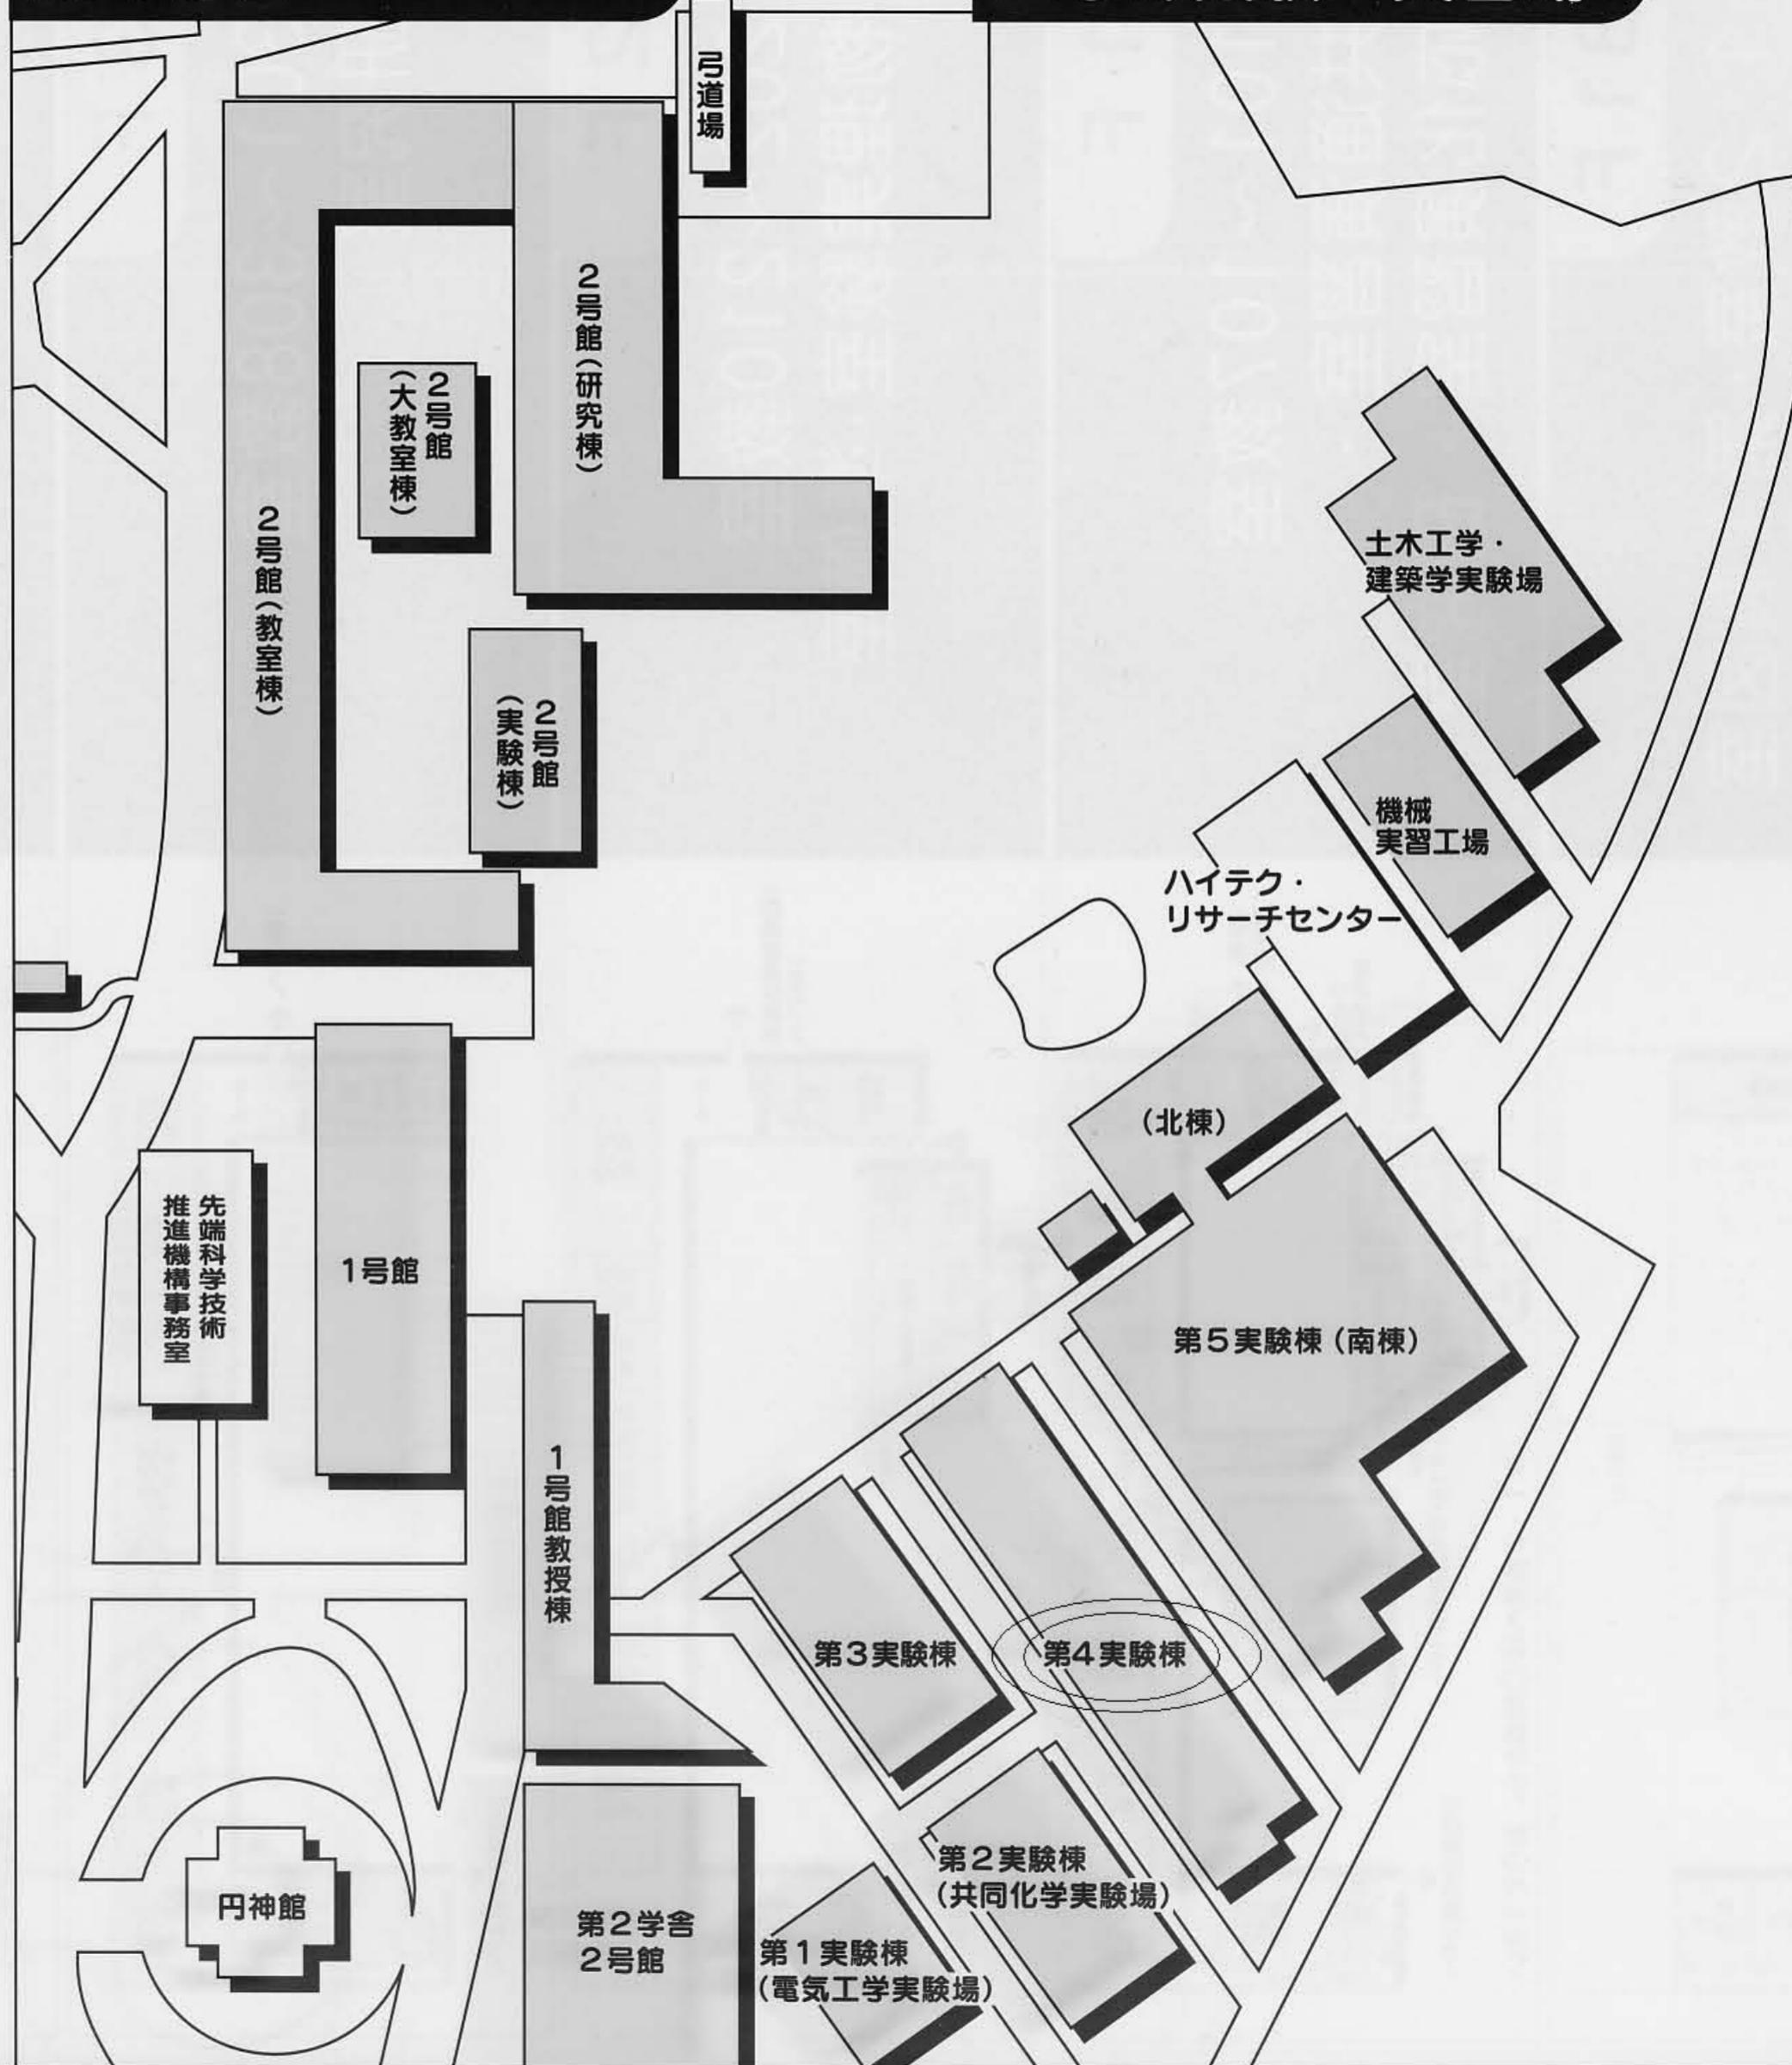 弓道場
2号館(研究棟)
2号館
(大教室棟)
2号館(教室棟)
2号館
(実験棟)
土木工学・
建築学実験場
機械
実習工場
ハイテク・
リサーチセンター
(北棟)
先端科学技術
推進機構事務室
1号館
第5実験棟(南棟)
1号館教授棟
第3実験棟
第4実験棟
第2実験棟
(共同化学実験場)
円神館
第2学舎
2号館
第1実験棟
(電気工学実験場)